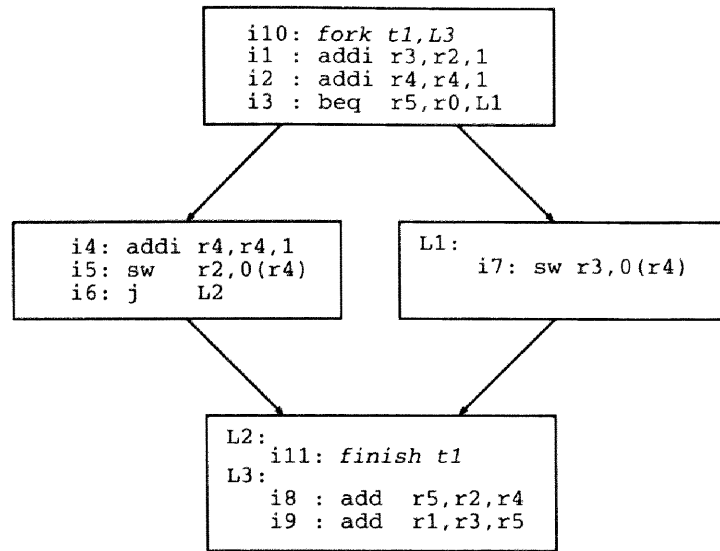 i10: fork t1,L3
i1 : addi r3,r2,1
i2 : addi r4,r4,1
i3 : beq r5,r0,L1
i4: addi r4,r4,1
i5: sw r2,0(r4)
i6: j L2
L1:
i7: sw r3,0(r4)
L2:
i11: finish t1
L3:
i8 : add r5,r2,r4
i9 : add r1,r3,r5